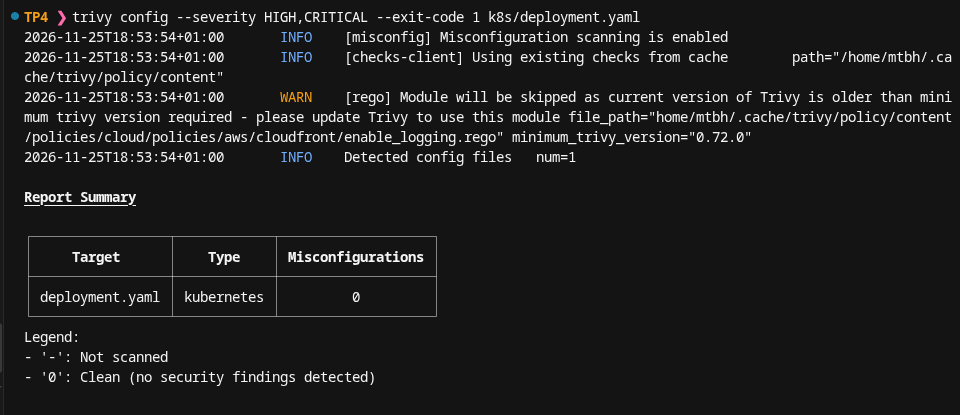 TP4 ❯ trivy config --severity HIGH,CRITICAL --exit-code 1 k8s/deployment.yaml
2026-11-25T18:53:54+01:00       INFO    [misconfig] Misconfiguration scanning is enabled
2026-11-25T18:53:54+01:00       INFO    [checks-client] Using existing checks from cache        path="/home/mtbh/.ca
che/trivy/policy/content"
2026-11-25T18:53:54+01:00       WARN    [rego] Module will be skipped as current version of Trivy is older than mini
mum trivy version required - please update Trivy to use this module file_path="home/mtbh/.cache/trivy/policy/content
/policies/cloud/policies/aws/cloudfront/enable_logging.rego" minimum_trivy_version="0.72.0"
2026-11-25T18:53:54+01:00       INFO    Detected config files   num=1
Report Summary
Target Type Misconfigurations
deployment.yaml kubernetes 0
Legend:
- '-': Not scanned
- '0': Clean (no security findings detected)